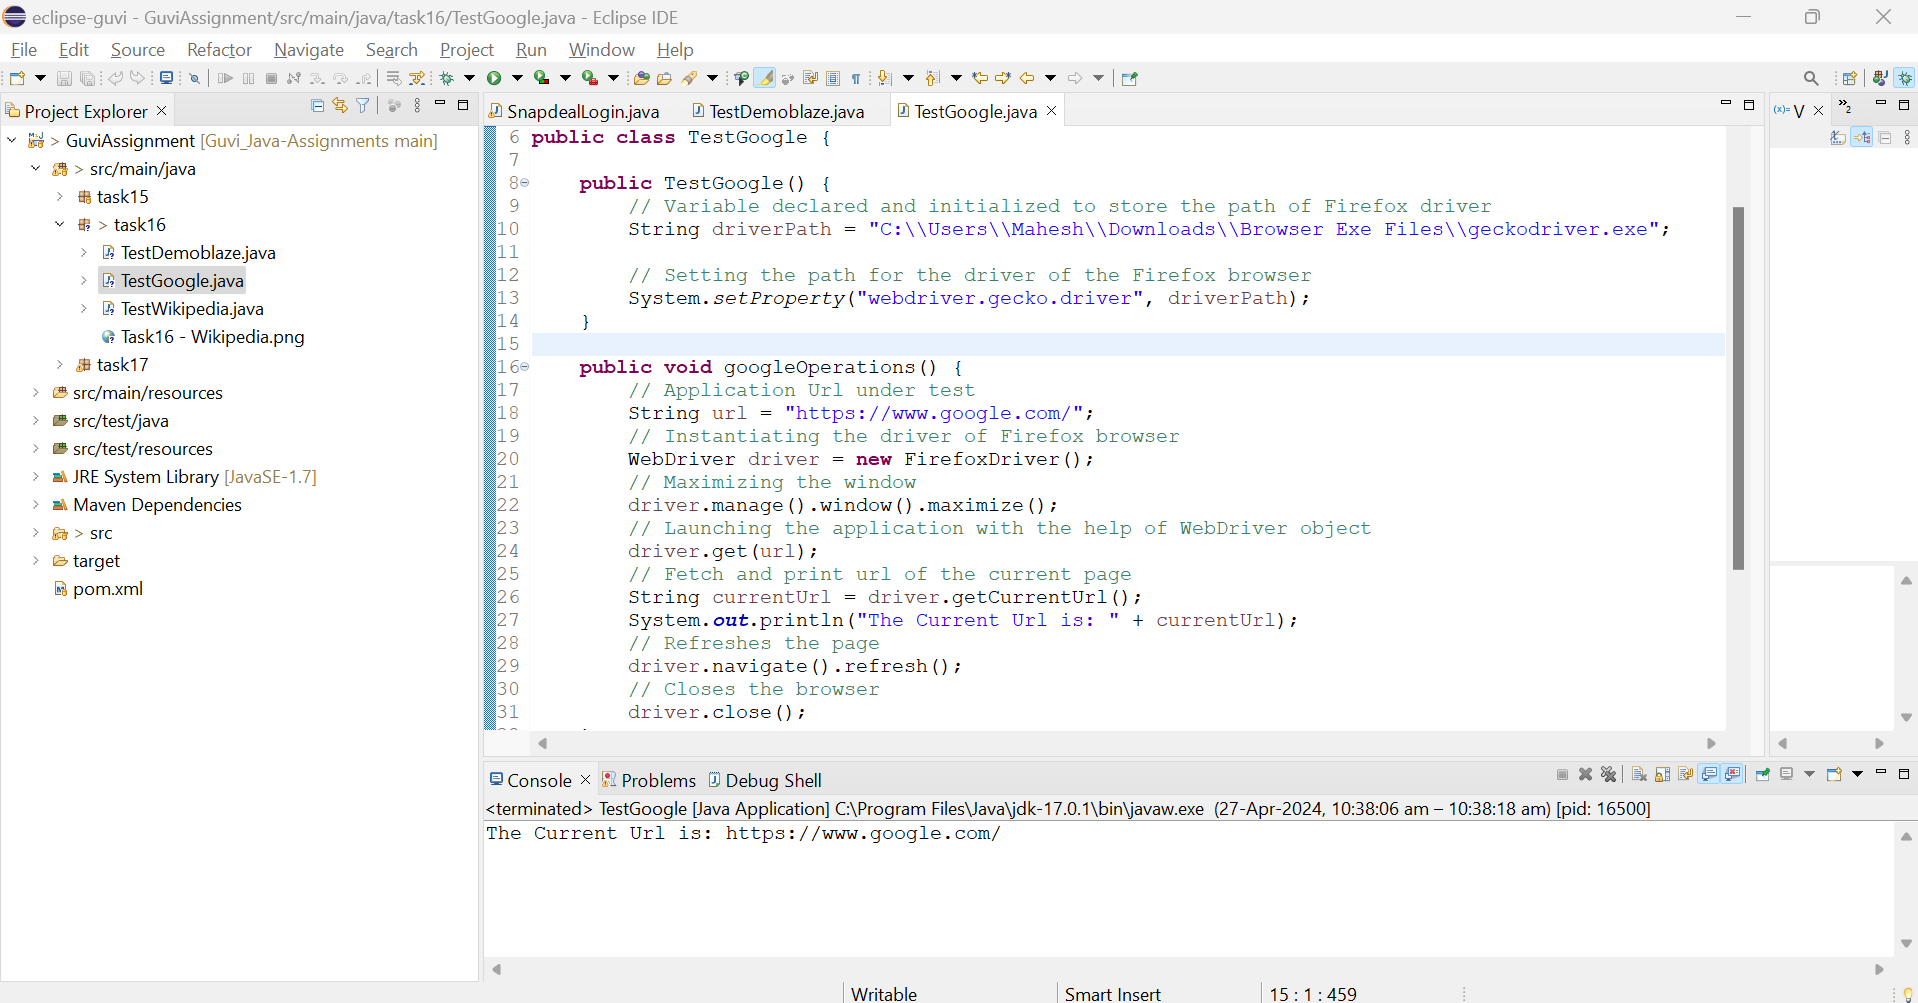 eclipse-guvi - GuviAssignment/src/main/java/task16/TestGoogle.java - Eclipse IDE
File Edit Source Refactor Navigate Search Project Run Window Help
Project Explorer
> GuviAssignment [Guvi_Java-Assignments main]
> src/main/java
task15
> task16
TestDemoblaze.java
TestGoogle.java
TestWikipedia.java
Task16 - Wikipedia.png
task17
src/main/resources
src/test/java
src/test/resources
JRE System Library [JavaSE-1.7]
Maven Dependencies
> src
target
pom.xml
SnapdealLogin.java TestDemoblaze.java TestGoogle.java
6 public class TestGoogle {
7
8 public TestGoogle() {
9 // Variable declared and initialized to store the path of Firefox driver
10 String driverPath = "C:\\Users\\Mahesh\\Downloads\\Browser Exe Files\\geckodriver.exe";
11
12 // Setting the path for the driver of the Firefox browser
13 System.setProperty("webdriver.gecko.driver", driverPath);
14 }
15
16 public void googleOperations() {
17 // Application Url under test
18 String url = "https://www.google.com/";
19 // Instantiating the driver of Firefox browser
20 WebDriver driver = new FirefoxDriver();
21 // Maximizing the window
22 driver.manage().window().maximize();
23 // Launching the application with the help of WebDriver object
24 driver.get(url);
25 // Fetch and print url of the current page
26 String currentUrl = driver.getCurrentUrl();
27 System.out.println("The Current Url is: " + currentUrl);
28 // Refreshes the page
29 driver.navigate().refresh();
30 // Closes the browser
31 driver.close();
(x)= V »2
Console Problems Debug Shell
<terminated> TestGoogle [Java Application] C:\Program Files\Java\jdk-17.0.1\bin\javaw.exe (27-Apr-2024, 10:38:06 am – 10:38:18 am) [pid: 16500]
The Current Url is: https://www.google.com/
Writable Smart Insert 15 : 1 : 459